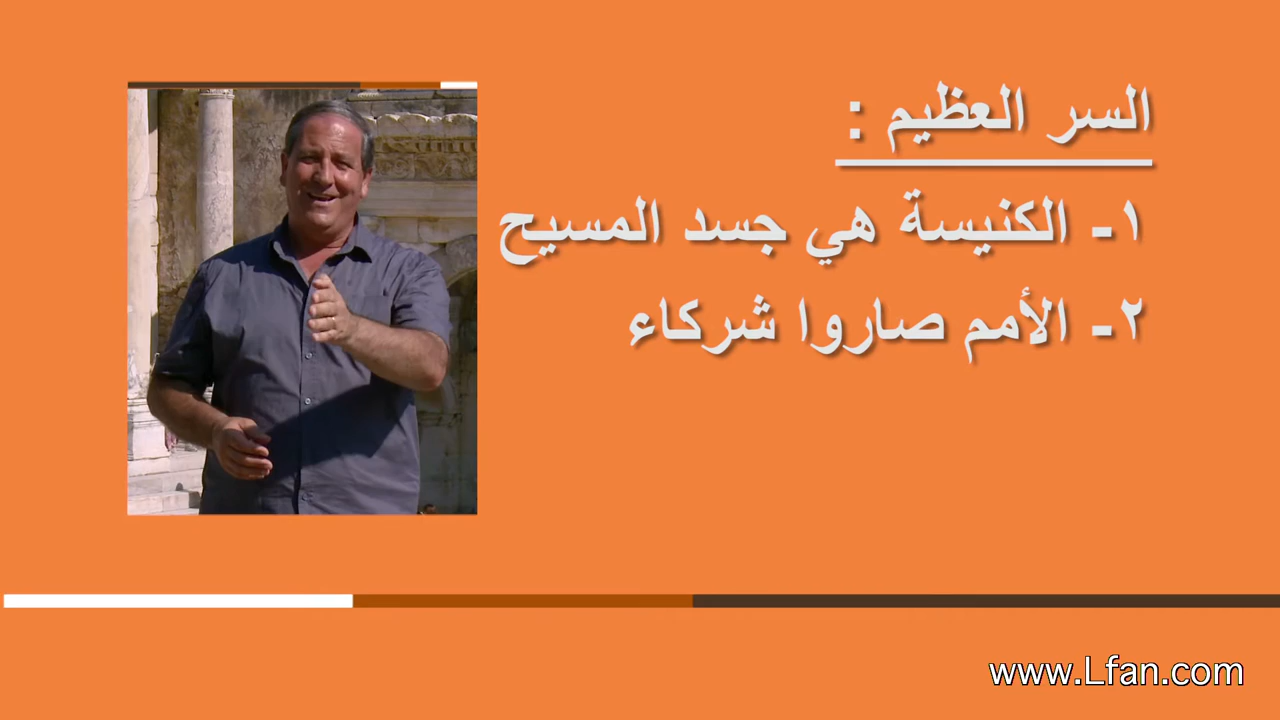 السر العظيم :
١- الكنيسة هي جسد المسيح
٢- الأمم صاروا شركاء
www.Lfan.com